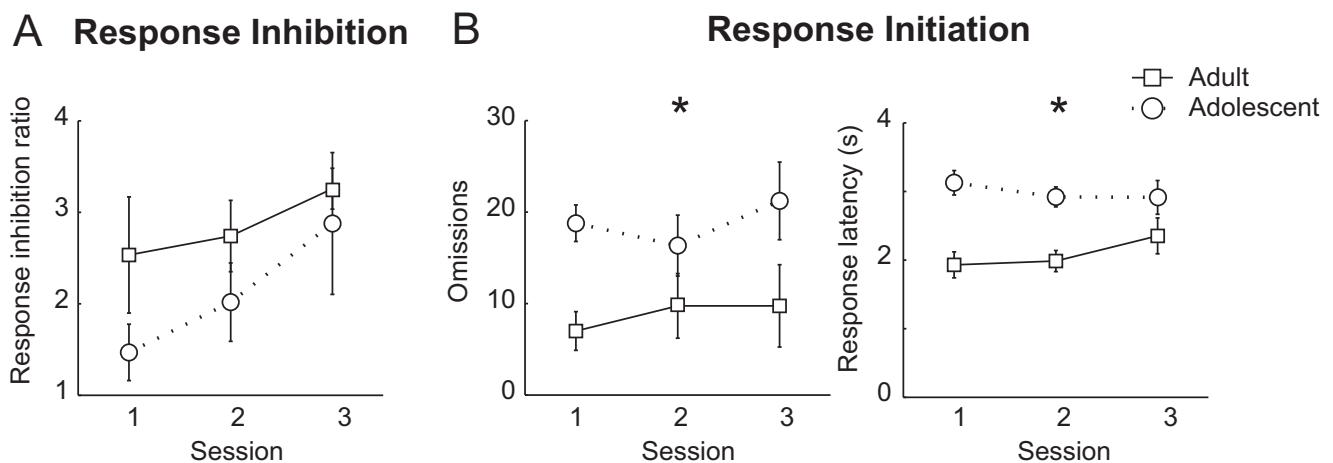 A Response Inhibition
Response inhibition ratio
4
3
2
1
1 2 3
Session
B Response Initiation
Omissions
30
20
10
0
*
1 2 3
Session
Response latency (s)
4
2
0
*
1 2 3
Session
Adult
Adolescent